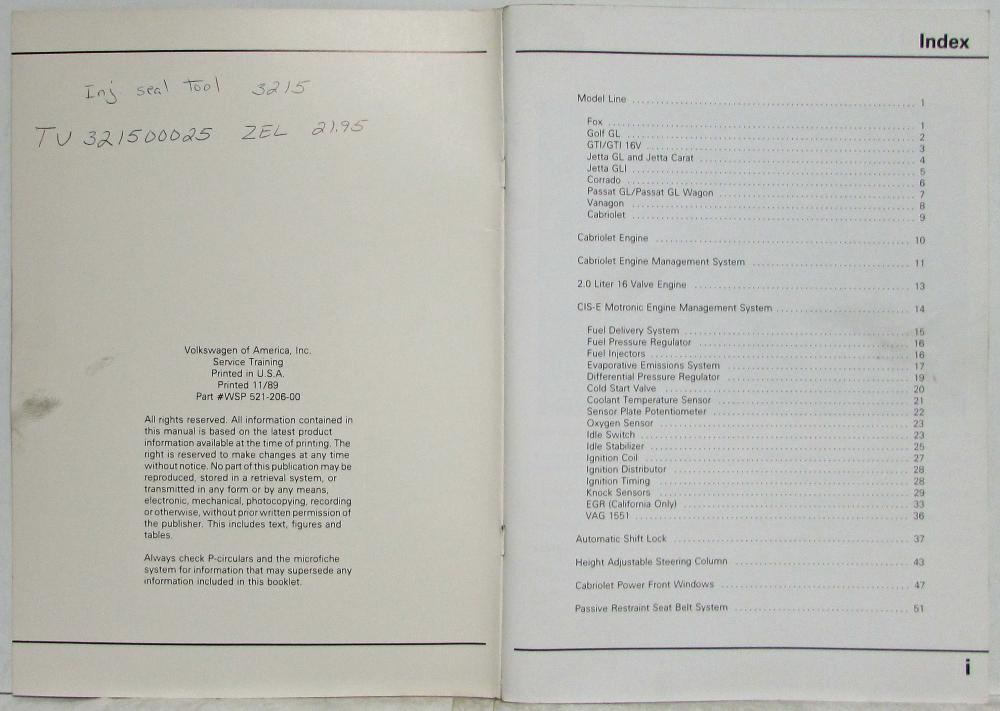 Inj seal Tool 3215
TU 321500025 ZEL 21.95
Volkswagen of America, Inc.
Service Training
Printed in U.S.A.
Printed 11/89
Part #WSP 521-206-00
All rights reserved. All information contained in
this manual is based on the latest product
information available at the time of printing. The
right is reserved to make changes at any time
without notice. No part of this publication may be
reproduced, stored in a retrieval system, or
transmitted in any form or by any means,
electronic, mechanical, photocopying, recording
or otherwise, without prior written permission of
the publisher. This includes text, figures and
tables.
Always check P-circulars and the microfiche
system for information that may supersede any
information included in this booklet.
Index
Model Line 1
Fox 1
Golf GL 2
GTI/GTI 16V 3
Jetta GL and Jetta Carat 4
Jetta GLI 5
Corrado 6
Passat GL/Passat GL Wagon 7
Vanagon 8
Cabriolet 9
Cabriolet Engine 10
Cabriolet Engine Management System 11
2.0 Liter 16 Valve Engine 13
CIS-E Motronic Engine Management System 14
Fuel Delivery System 15
Fuel Pressure Regulator 16
Fuel Injectors 16
Evaporative Emissions System 17
Differential Pressure Regulator 19
Cold Start Valve 20
Coolant Temperature Sensor 21
Sensor Plate Potentiometer 22
Oxygen Sensor 23
Idle Switch 23
Idle Stabilizer 25
Ignition Coil 27
Ignition Distributor 28
Ignition Timing 28
Knock Sensors 29
EGR (California Only) 33
VAG 1551 36
Automatic Shift Lock 37
Height Adjustable Steering Column 43
Cabriolet Power Front Windows 47
Passive Restraint Seat Belt System 51
i